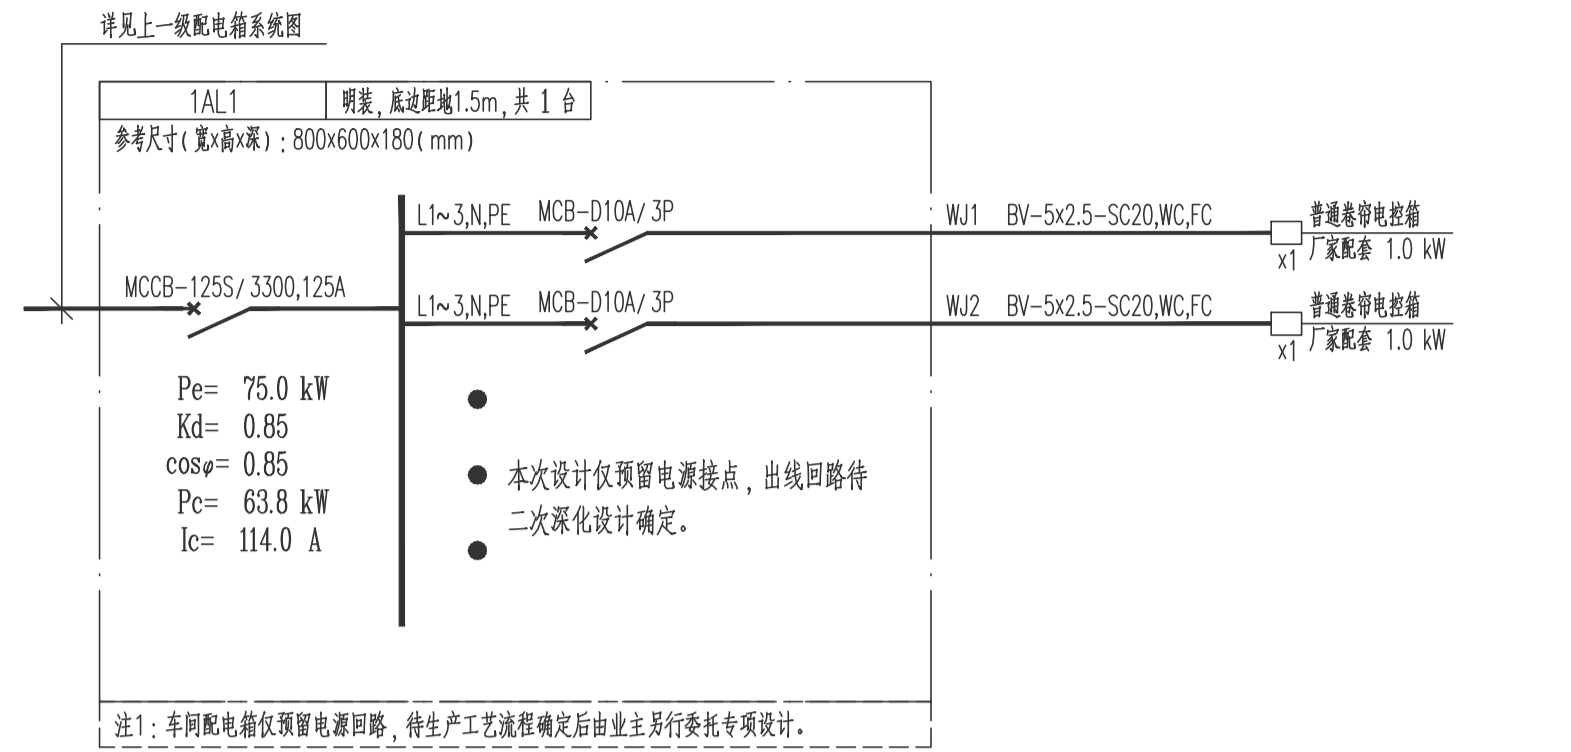 详见上一级配电箱系统图
1AL1 明装,底边距地1.5m,共 1 台
参考尺寸(宽x高x深):800x600x180(mm)
L1~3,N,PE MCB-D10A/3P WJ1 BV-5x2.5-SC20,WC,FC 普通卷帘电控箱
x1 厂家配套 1.0 kW
MCCB-125S/3300,125A
L1~3,N,PE MCB-D10A/3P WJ2 BV-5x2.5-SC20,WC,FC 普通卷帘电控箱
x1 厂家配套 1.0 kW
Pe= 75.0 kW
Kd= 0.85
cosφ= 0.85
Pc= 63.8 kW
Ic= 114.0 A
本次设计仅预留电源接点,出线回路待
二次深化设计确定。
注1:车间配电箱仅预留电源回路,待生产工艺流程确定后由业主另行委托专项设计。